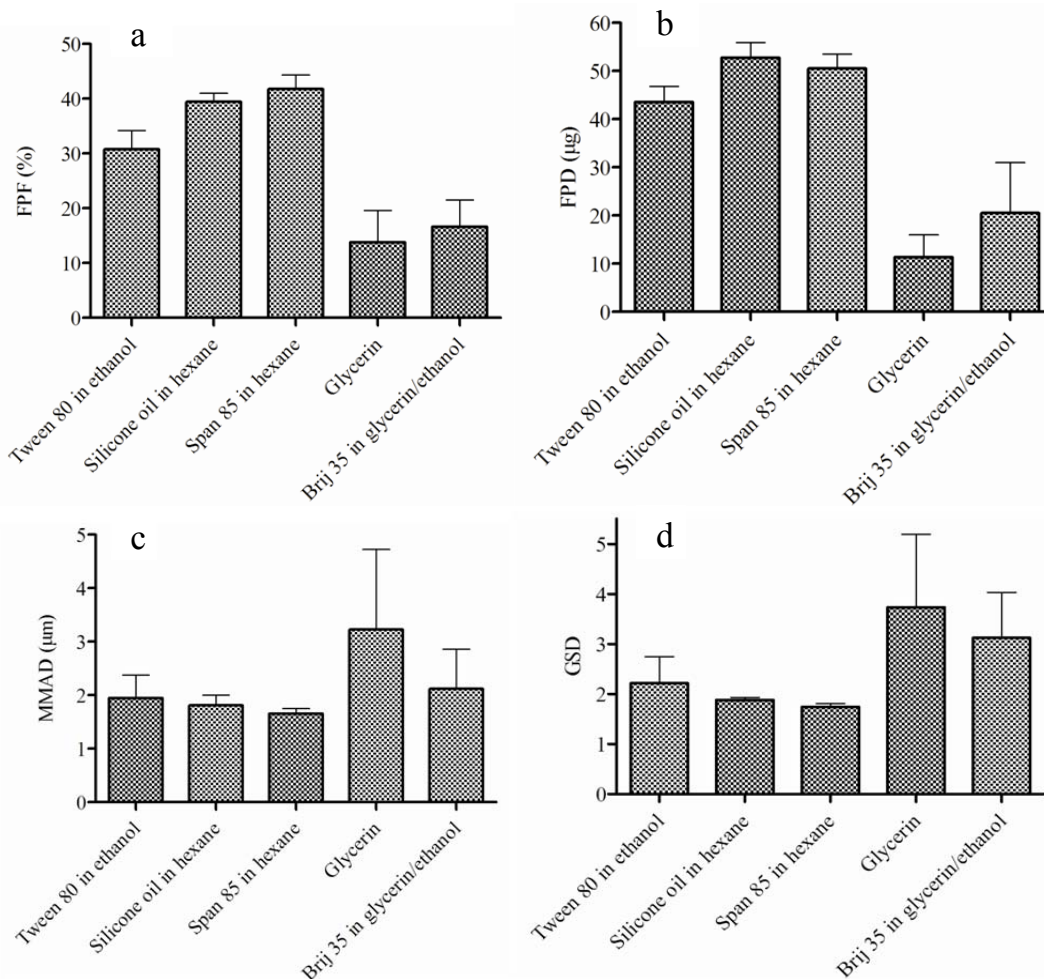 a
50
40
30
20
10
0
FPF (%)
Tween 80 in ethanol
Silicone oil in hexane
Span 85 in hexane
Glycerin
Brij 35 in glycerin/ethanol
b
60
50
40
30
20
10
0
FPD (μg)
Tween 80 in ethanol
Silicone oil in hexane
Span 85 in hexane
Glycerin
Brij 35 in glycerin/ethanol
c
5
4
3
2
1
0
MMAD (μm)
Tween 80 in ethanol
Silicone oil in hexane
Span 85 in hexane
Glycerin
Brij 35 in glycerin/ethanol
d
5
4
3
2
1
0
GSD
Tween 80 in ethanol
Silicone oil in hexane
Span 85 in hexane
Glycerin
Brij 35 in glycerin/ethanol